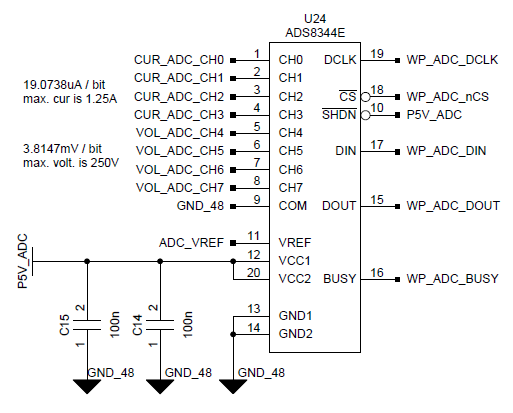 U24
ADS8344E
CUR_ADC_CH0 1 CH0 DCLK 19 WP_ADC_DCLK
CUR_ADC_CH1 2 CH1
19.0738uA / bit
max. cur is 1.25A
CUR_ADC_CH2 3 CH2 CS 18 WP_ADC_nCS
CUR_ADC_CH3 4 CH3 SHDN 10 P5V_ADC
VOL_ADC_CH4 5 CH4
3.8147mV / bit
max. volt. is 250V
VOL_ADC_CH5 6 CH5 DIN 17 WP_ADC_DIN
VOL_ADC_CH6 7 CH6
VOL_ADC_CH7 8 CH7
GND_48 9 COM DOUT 15 WP_ADC_DOUT
ADC_VREF 11 VREF
P5V_ADC
12 VCC1
20 VCC2 BUSY 16 WP_ADC_BUSY
C15 2 1 100n
C14 2 1 100n
13 GND1
14 GND2
GND_48 GND_48 GND_48